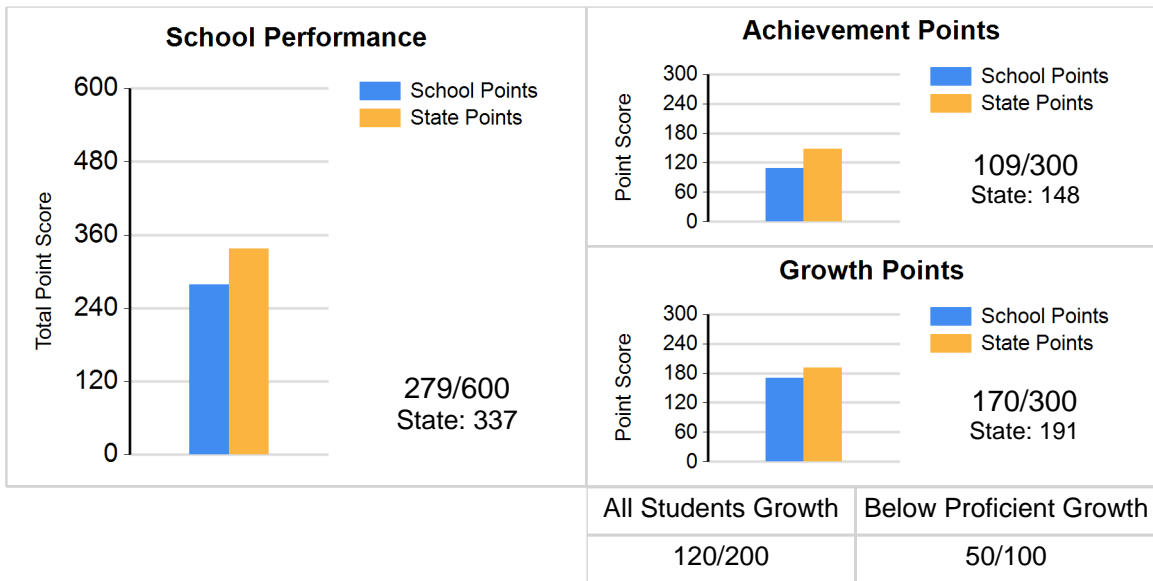 School Performance
600
480
360
240
120
0
Total Point Score
School Points
State Points
279/600
State: 337
Achievement Points
300
240
180
120
60
0
Point Score
School Points
State Points
109/300
State: 148
Growth Points
300
240
180
120
60
0
Point Score
School Points
State Points
170/300
State: 191
All Students Growth
Below Proficient Growth
120/200
50/100